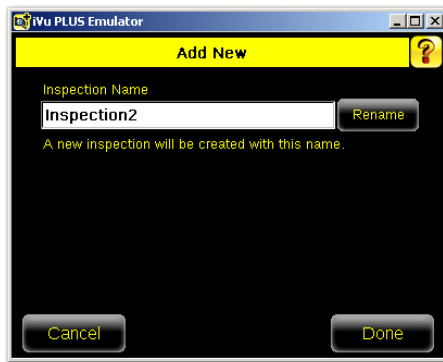 iVu PLUS Emulator
Add New
Inspection Name
Inspection2
Rename
A new inspection will be created with this name.
Cancel
Done